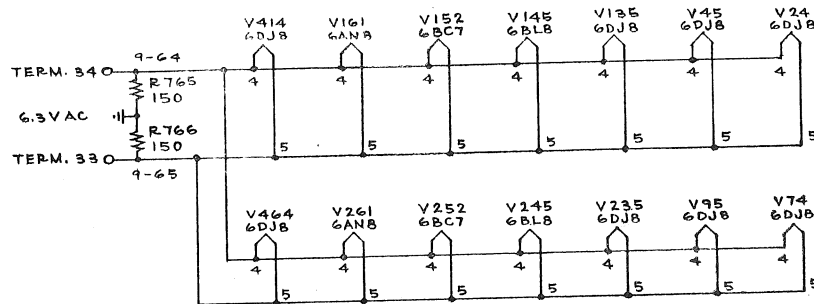 V414 V161 V152 V145 V135 V45 V24
6DJ8 6AN8 6BC7 6BL8 6DJ8 6DJ8 6DJ8
9-64
TERM. 34
4 4 4 4 4 4 4
R765
150
6.3V AC
R766
150
5 5 5 5 5 5 5
TERM. 33
9-65
V464 V261 V252 V245 V235 V95 V74
6DJ8 6AN8 6BC7 6BL8 6DJ8 6DJ8 6DJ8
4 4 4 4 4 4 4
5 5 5 5 5 5 5